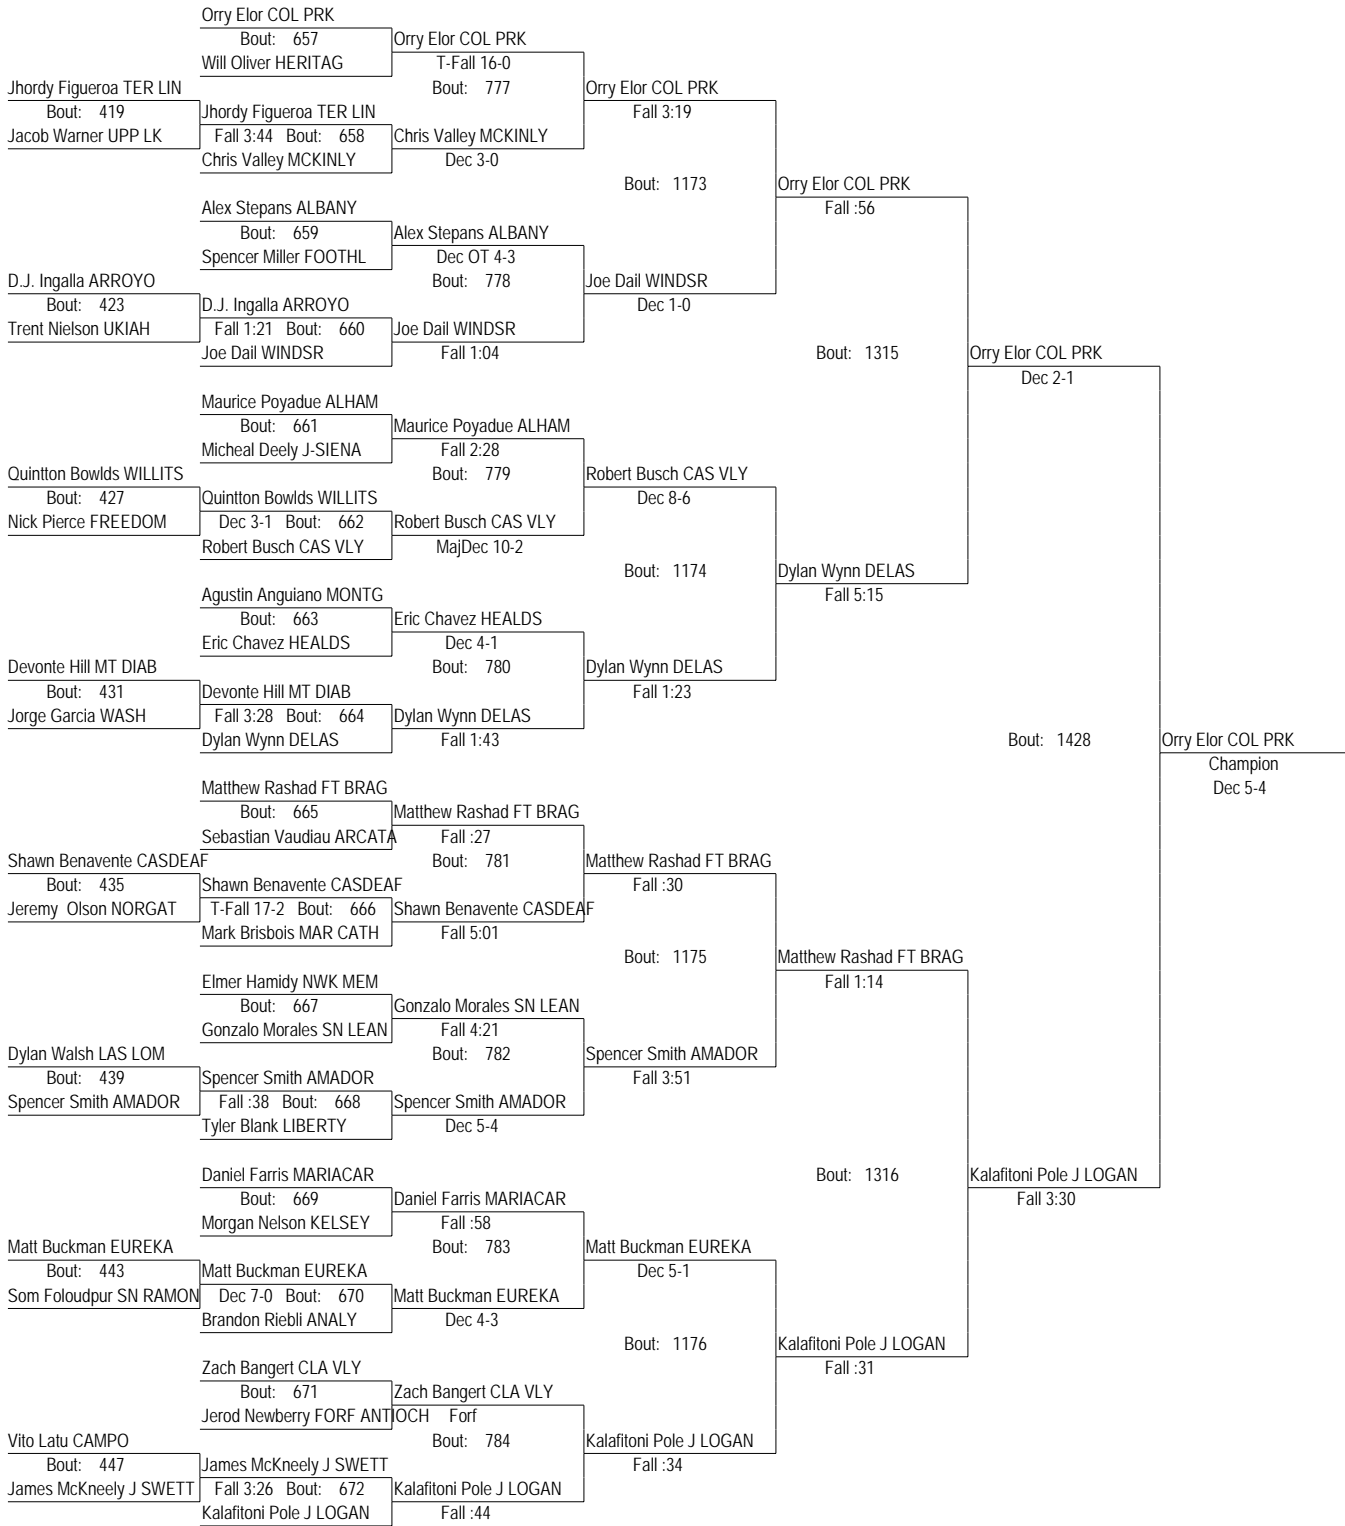 Orry Elor COL PRK
Bout: 657
Orry Elor COL PRK
Will Oliver HERITAG
T-Fall 16-0
Jhordy Figueroa TER LIN
Bout: 777
Orry Elor COL PRK
Bout: 419
Jhordy Figueroa TER LIN
Fall 3:19
Jacob Warner UPP LK
Fall 3:44 Bout: 658
Chris Valley MCKINLY
Chris Valley MCKINLY
Dec 3-0
Bout: 1173
Orry Elor COL PRK
Alex Stepans ALBANY
Fall :56
Bout: 659
Alex Stepans ALBANY
Spencer Miller FOOTHL
Dec OT 4-3
D.J. Ingalla ARROYO
Bout: 778
Joe Dail WINDSR
Bout: 423
D.J. Ingalla ARROYO
Dec 1-0
Trent Nielson UKIAH
Fall 1:21 Bout: 660
Joe Dail WINDSR
Joe Dail WINDSR
Fall 1:04
Bout: 1315
Orry Elor COL PRK
Dec 2-1
Maurice Poyadue ALHAM
Bout: 661
Maurice Poyadue ALHAM
Micheal Deely J-SIENA
Fall 2:28
Quintton Bowlds WILLITS
Bout: 779
Robert Busch CAS VLY
Bout: 427
Quintton Bowlds WILLITS
Dec 8-6
Nick Pierce FREEDOM
Dec 3-1 Bout: 662
Robert Busch CAS VLY
Robert Busch CAS VLY
MajDec 10-2
Bout: 1174
Dylan Wynn DELAS
Agustin Anguiano MONTG
Fall 5:15
Bout: 663
Eric Chavez HEALDS
Eric Chavez HEALDS
Dec 4-1
Devonte Hill MT DIAB
Bout: 780
Dylan Wynn DELAS
Bout: 431
Devonte Hill MT DIAB
Fall 1:23
Jorge Garcia WASH
Fall 3:28 Bout: 664
Dylan Wynn DELAS
Dylan Wynn DELAS
Fall 1:43
Bout: 1428
Orry Elor COL PRK
Champion
Dec 5-4
Matthew Rashad FT BRAG
Bout: 665
Matthew Rashad FT BRAG
Sebastian Vaudiau ARCATA
Fall :27
Shawn Benavente CASDEAF
Bout: 781
Matthew Rashad FT BRAG
Bout: 435
Shawn Benavente CASDEAF
Fall :30
Jeremy Olson NORGAT
T-Fall 17-2 Bout: 666
Shawn Benavente CASDEAF
Mark Brisbois MAR CATH
Fall 5:01
Bout: 1175
Matthew Rashad FT BRAG
Elmer Hamidy NWK MEM
Fall 1:14
Bout: 667
Gonzalo Morales SN LEAN
Gonzalo Morales SN LEAN
Fall 4:21
Dylan Walsh LAS LOM
Bout: 782
Spencer Smith AMADOR
Bout: 439
Spencer Smith AMADOR
Fall 3:51
Spencer Smith AMADOR
Fall :38 Bout: 668
Spencer Smith AMADOR
Tyler Blank LIBERTY
Dec 5-4
Daniel Farris MARIACAR
Bout: 1316
Kalafitoni Pole J LOGAN
Bout: 669
Daniel Farris MARIACAR
Fall 3:30
Morgan Nelson KELSEY
Fall :58
Matt Buckman EUREKA
Bout: 783
Matt Buckman EUREKA
Bout: 443
Matt Buckman EUREKA
Dec 5-1
Som Foloudpur SN RAMON
Dec 7-0 Bout: 670
Matt Buckman EUREKA
Brandon Riebli ANALY
Dec 4-3
Bout: 1176
Kalafitoni Pole J LOGAN
Zach Bangert CLA VLY
Fall :31
Bout: 671
Zach Bangert CLA VLY
Jerod Newberry FORF ANTIOCH
Forf
Vito Latu CAMPO
Bout: 784
Kalafitoni Pole J LOGAN
Bout: 447
James McKneely J SWETT
Fall :34
James McKneely J SWETT
Fall 3:26 Bout: 672
Kalafitoni Pole J LOGAN
Kalafitoni Pole J LOGAN
Fall :44